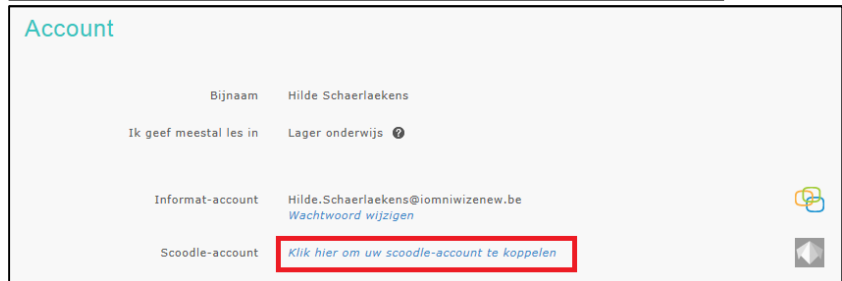 Account
Bijnaam Hilde Schaerlaekens
Ik geef meestal les in Lager onderwijs ?
Informat-account Hilde.Schaerlaekens@iomniwizenew.be
Wachtwoord wijzigen
Scoodle-account Klik hier om uw scoodle-account te koppelen